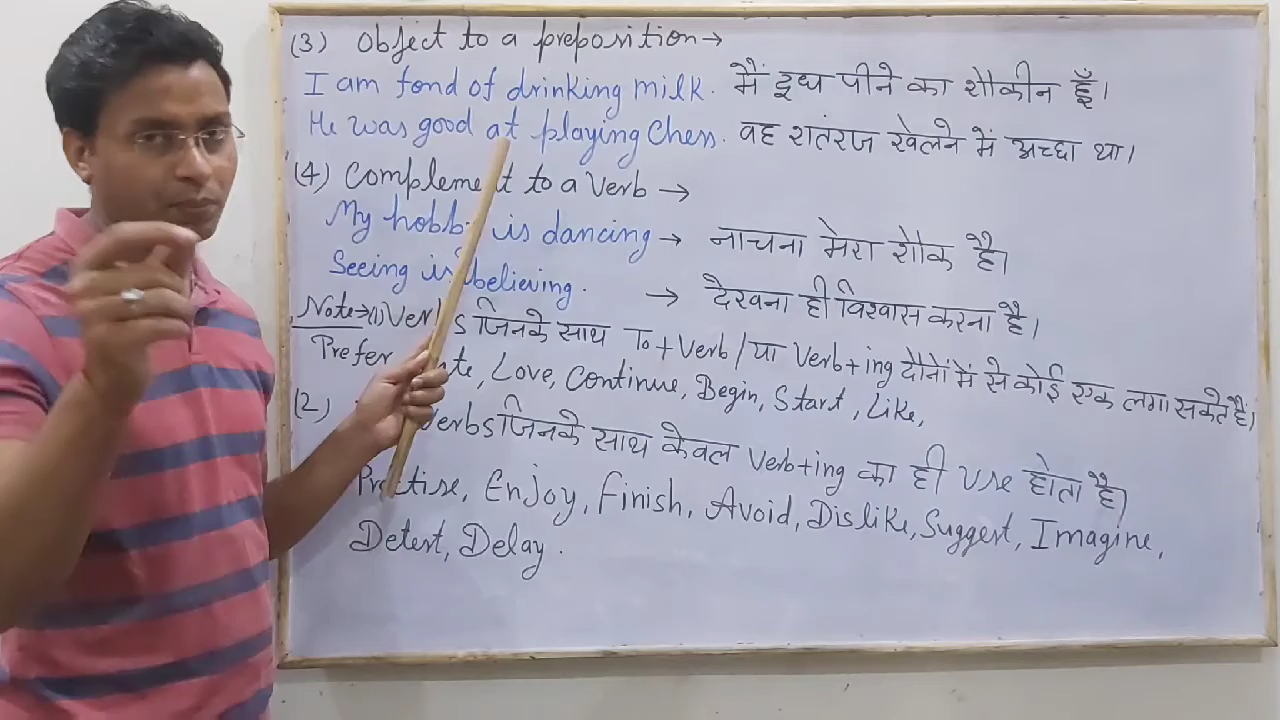 (3) Object to a preposition→
I am fond of drinking milk. मैं दूध पीने का शौकीन हूँ।
He was good at playing Chess. वह शतंरज खेलने में अच्छा था।
(4) Complement to a Verb →
My hobby is dancing → नाचना मेरा शौक है।
Seeing is believing. → देखना ही विश्वास करना है।
Note→(1) Verbs जिनके साथ To+Verb/या Verb+ing दोनों में से कोई एक लगा सकते हैं।
Prefer, Love, Continue, Begin, Start, Like,
(2) Verbs जिनके साथ केवल Verb+ing का ही Use होता है।
Practise, Enjoy, Finish, Avoid, Dislike, Suggest, Imagine,
Detest, Delay.